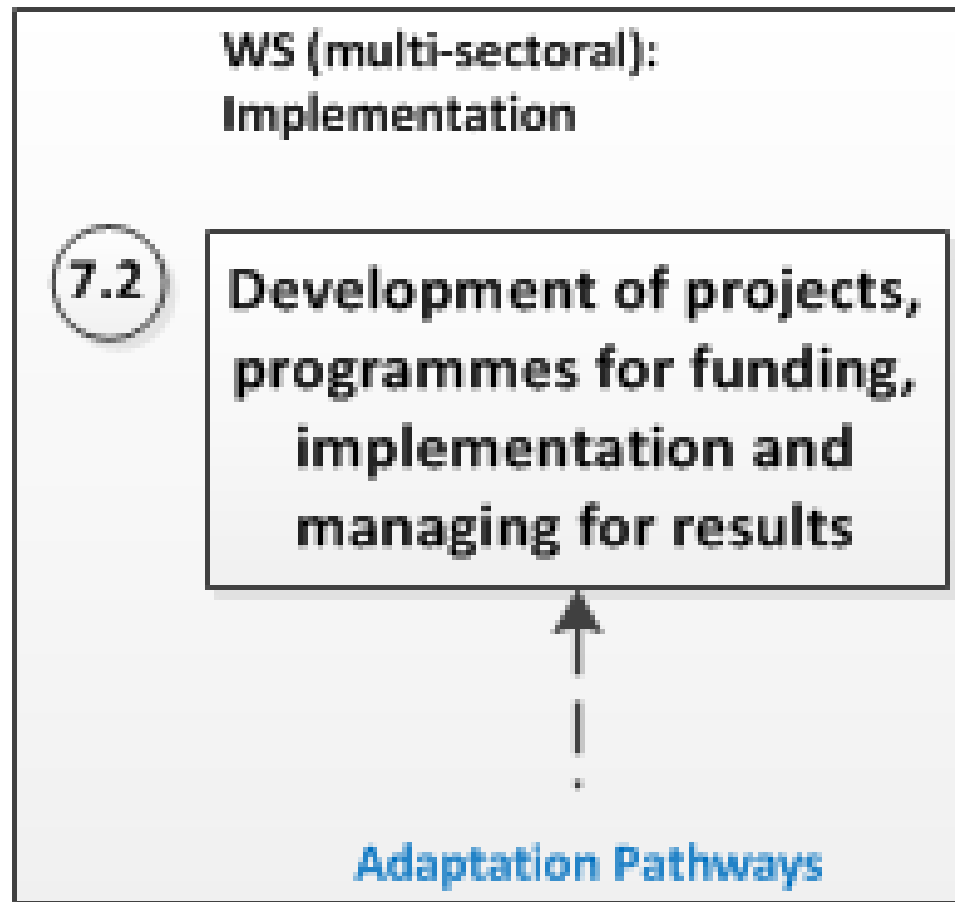 WS (multi-sectoral):
Implementation
7.2
Development of projects,
programmes for funding,
implementation and
managing for results
Adaptation Pathways